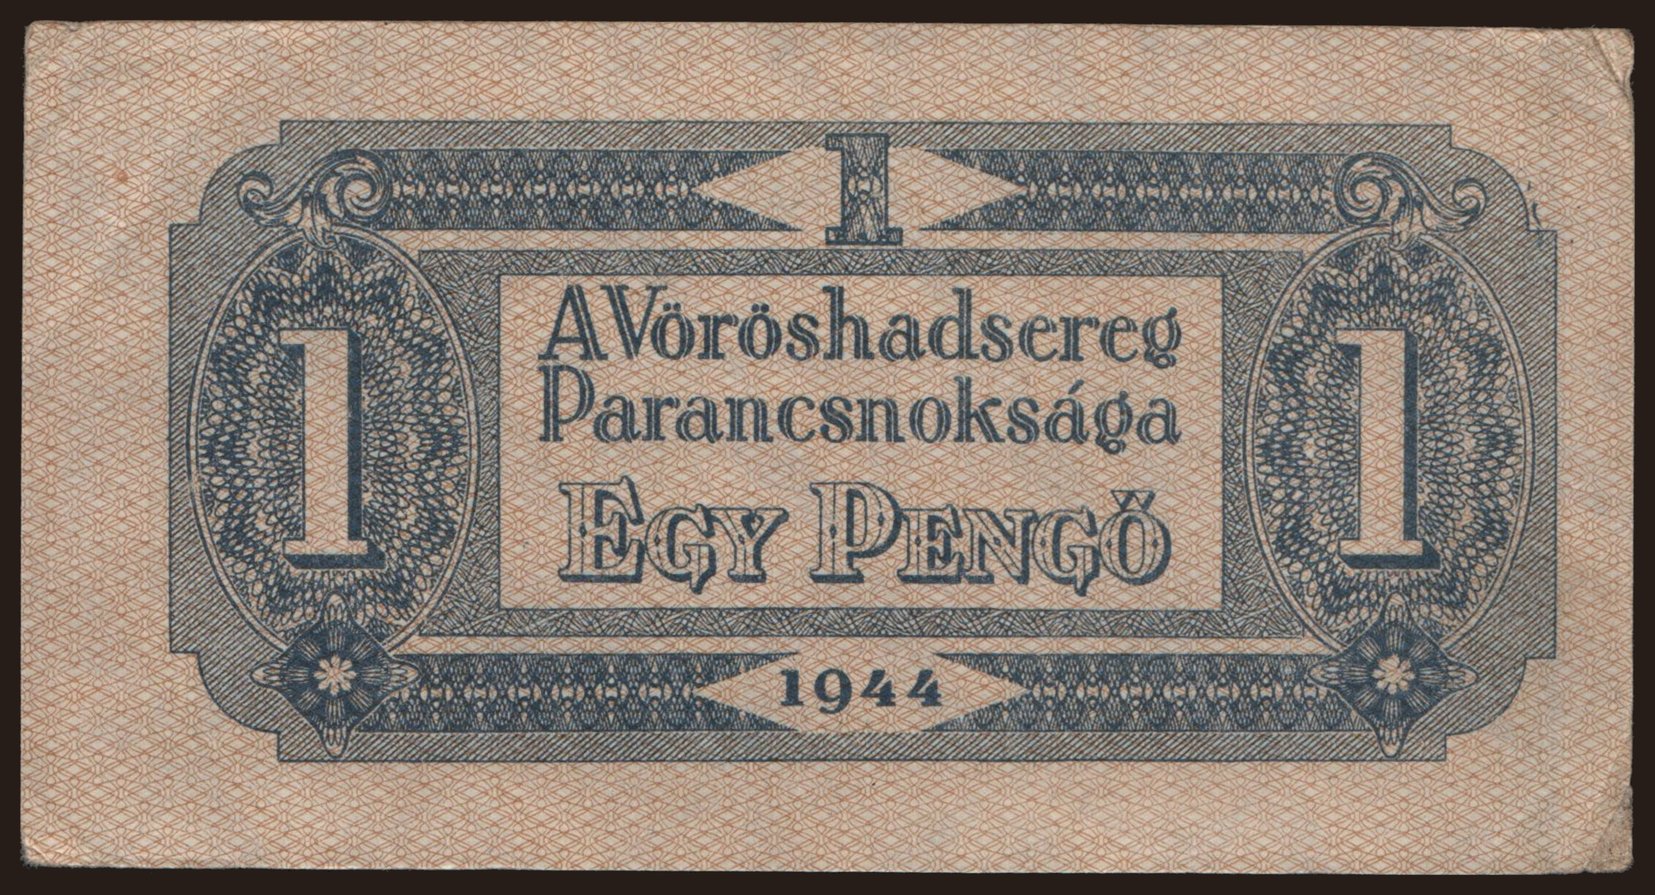 1
A Vöröshadsereg
Parancsnoksága
1
1
EGY PENGŐ
1944